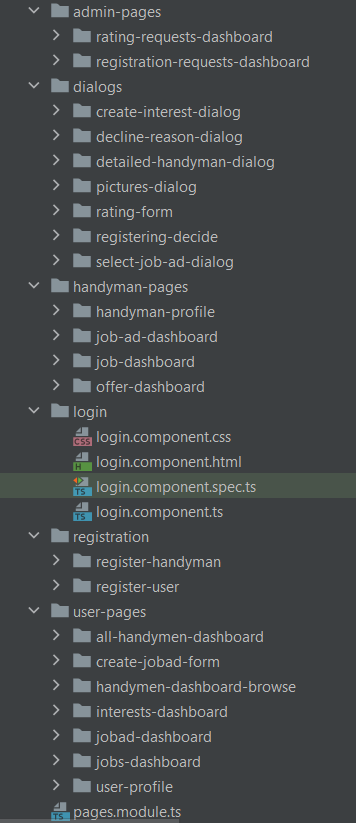 admin-pages
rating-requests-dashboard
registration-requests-dashboard
dialogs
create-interest-dialog
decline-reason-dialog
detailed-handyman-dialog
pictures-dialog
rating-form
registering-decide
select-job-ad-dialog
handyman-pages
handyman-profile
job-ad-dashboard
job-dashboard
offer-dashboard
login
CSS login.component.css
H login.component.html
TS login.component.spec.ts
TS login.component.ts
registration
register-handyman
register-user
user-pages
all-handymen-dashboard
create-jobad-form
handymen-dashboard-browse
interests-dashboard
jobad-dashboard
jobs-dashboard
user-profile
TS pages.module.ts